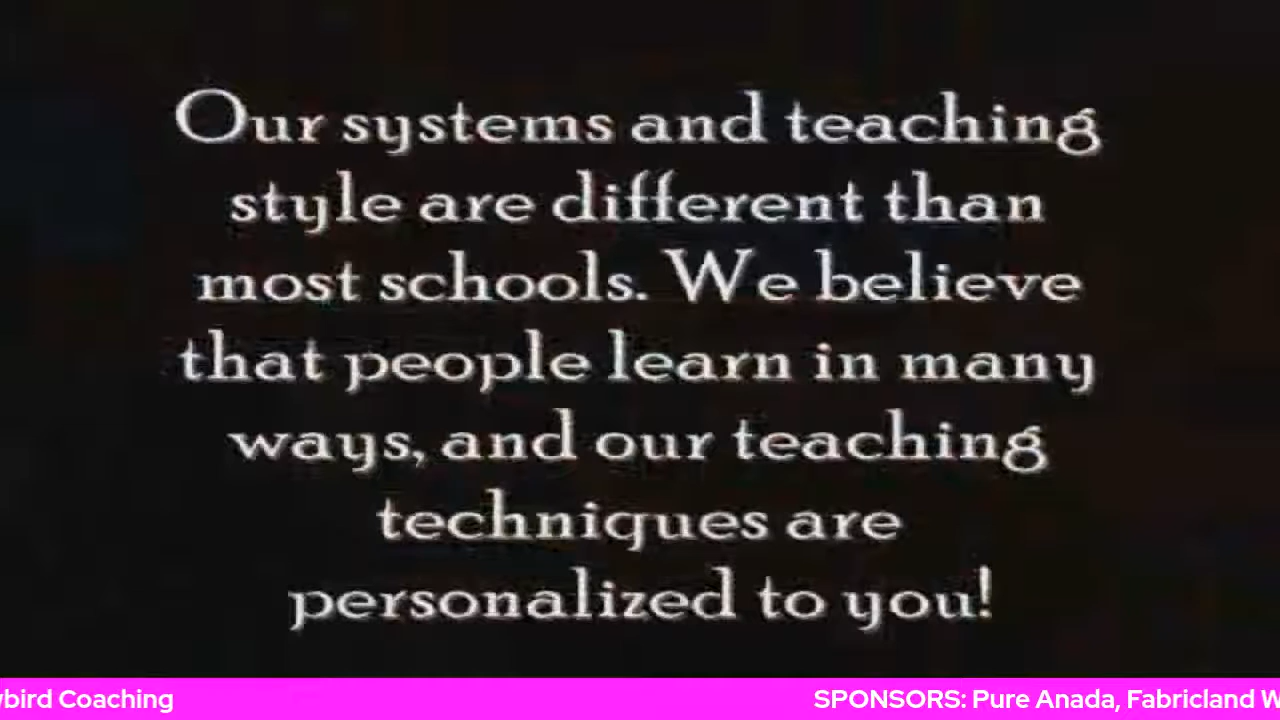 Our systems and teaching
style are different than
most schools. We believe
that people learn in many
ways, and our teaching
techniques are
personalized to you!
Coaching
SPONSORS: Pure Anada, Fabricland